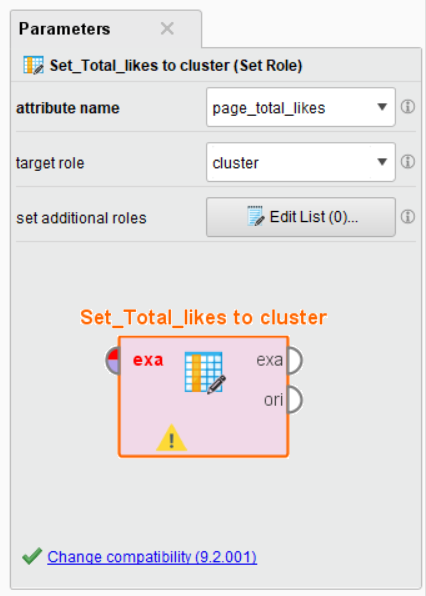 Parameters
Set_Total_likes to cluster (Set Role)
attribute name page_total_likes
target role cluster
set additional roles Edit List (0)...
Set_Total_likes to cluster
exa exa
ori
Change compatibility (9.2.001)